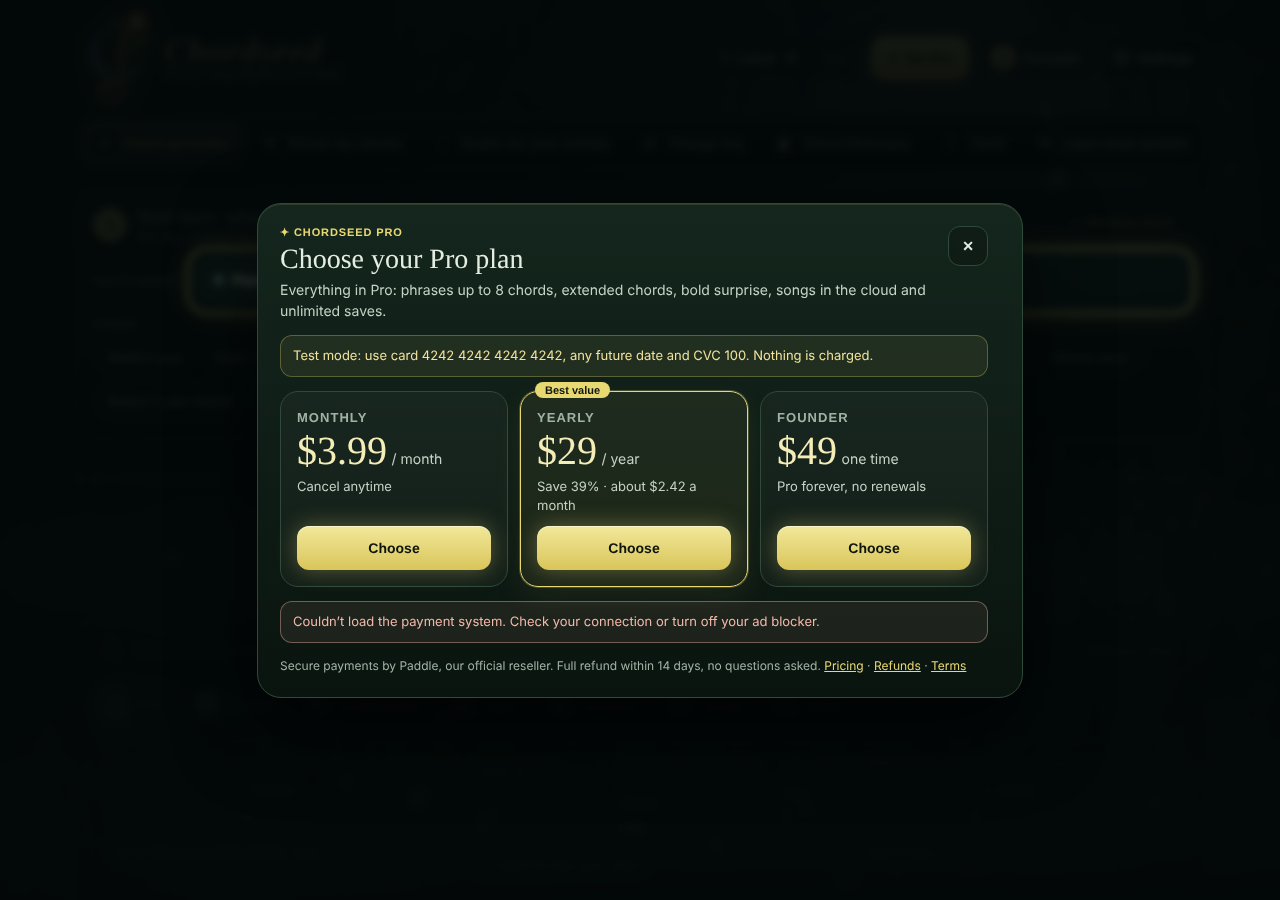 ✦ CHORDSEED PRO
Choose your Pro plan
×
Everything in Pro: phrases up to 8 chords, extended chords, bold surprise, songs in the cloud and
unlimited saves.
Test mode: use card 4242 4242 4242 4242, any future date and CVC 100. Nothing is charged.
Best value
MONTHLY
$3.99 / month
Cancel anytime
Choose
YEARLY
$29 / year
Save 39% · about $2.42 a
month
Choose
FOUNDER
$49 one time
Pro forever, no renewals
Choose
Couldn’t load the payment system. Check your connection or turn off your ad blocker.
Secure payments by Paddle, our official reseller. Full refund within 14 days, no questions asked. Pricing · Refunds · Terms